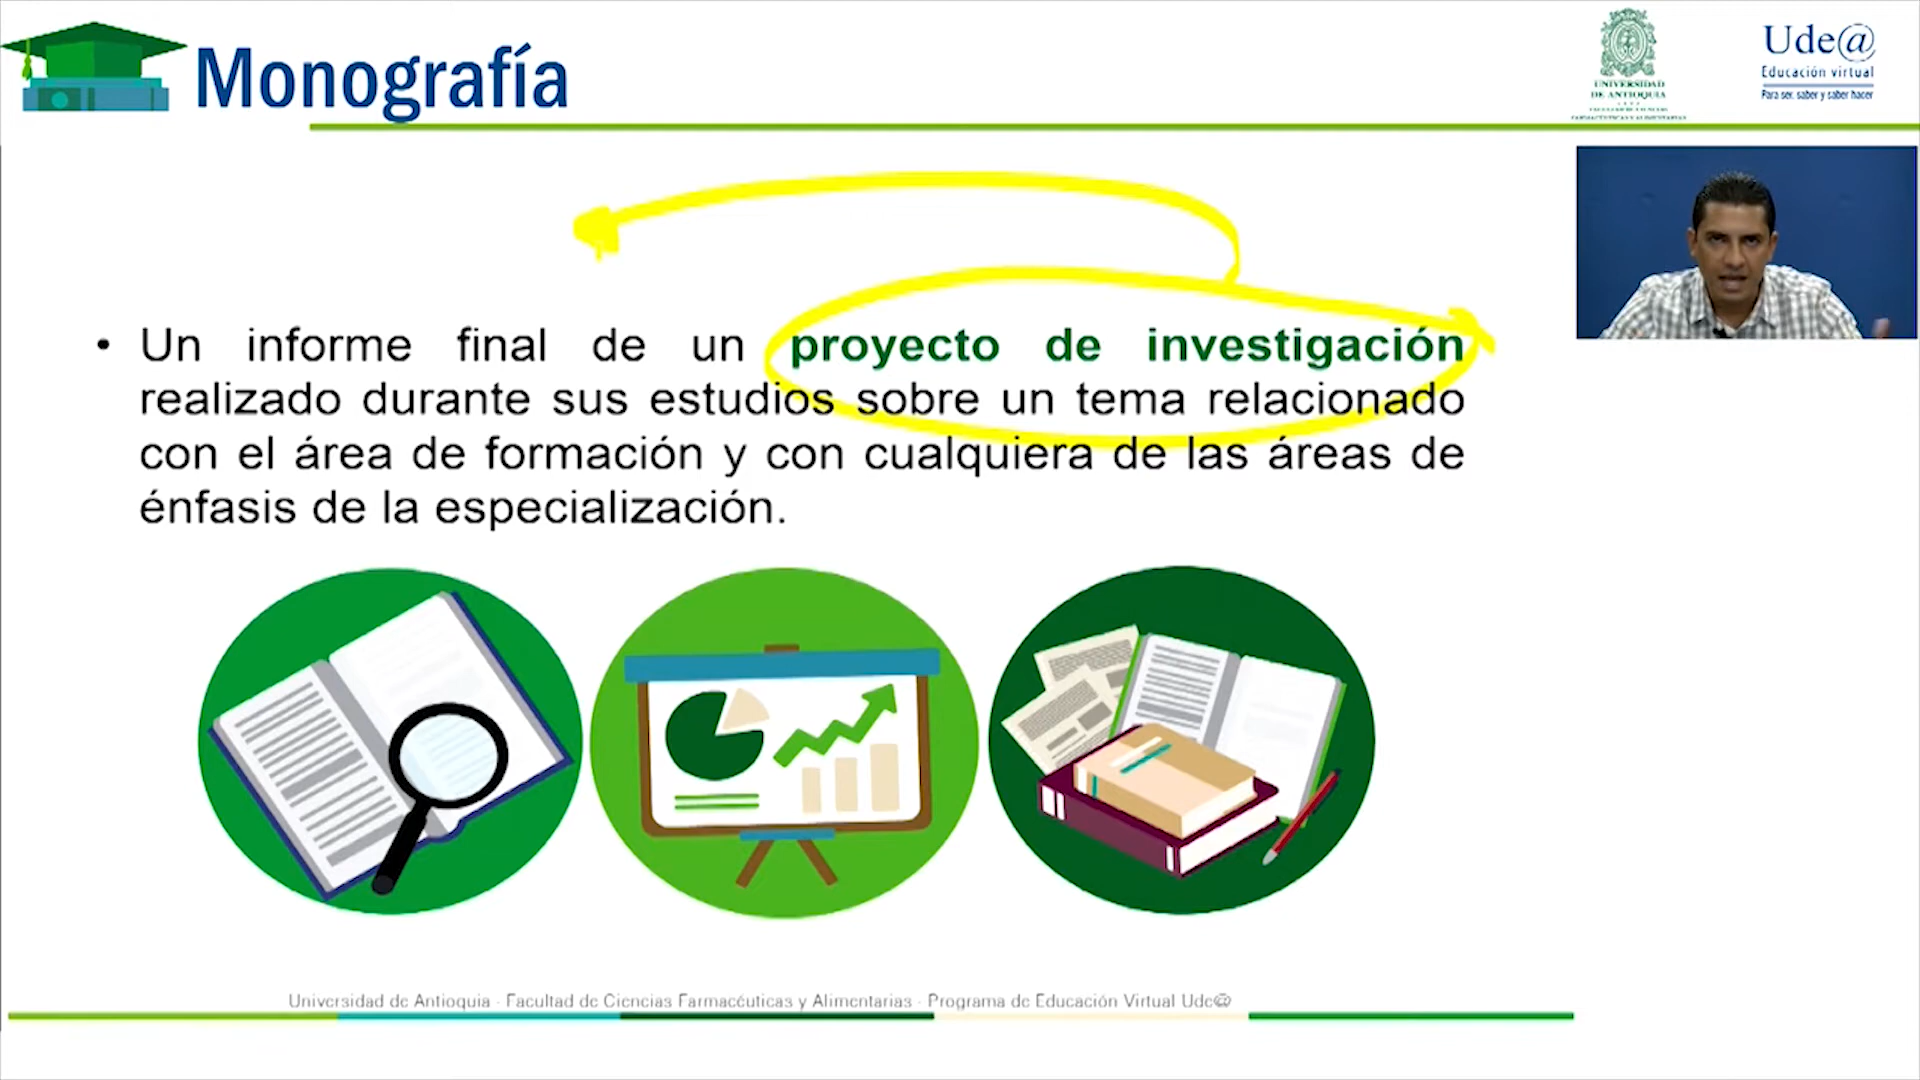 Monografía
UNIVERSIDAD
DE ANTIOQUIA
Ude@
Educación virtual
Para ser, saber y saber hacer
• Un informe final de un proyecto de investigación
realizado durante sus estudios sobre un tema relacionado
con el área de formación y con cualquiera de las áreas de
énfasis de la especialización.
Universidad de Antioquia · Facultad de Ciencias Farmacéuticas y Alimentarias · Programa de Educación Virtual Ude@